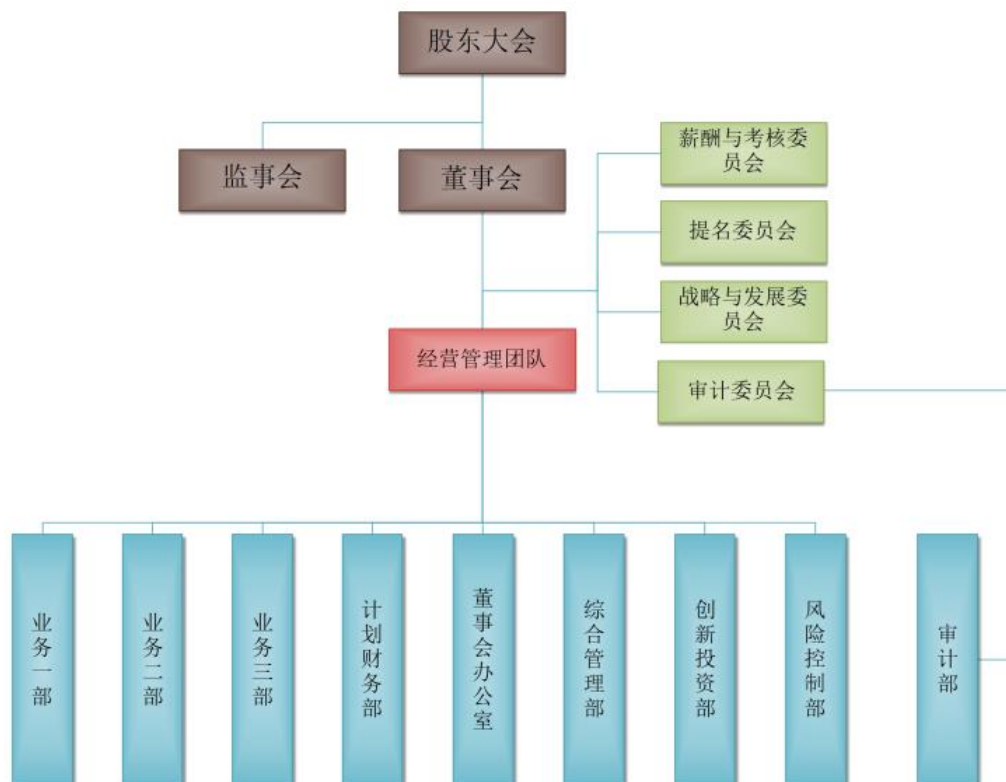 股东大会
监事会
董事会
薪酬与考核委
员会
提名委员会
战略与发展委
员会
经营管理团队
审计委员会
业务一部
业务二部
业务三部
计划财务部
董事会办公室
综合管理部
创新投资部
风险控制部
审计部